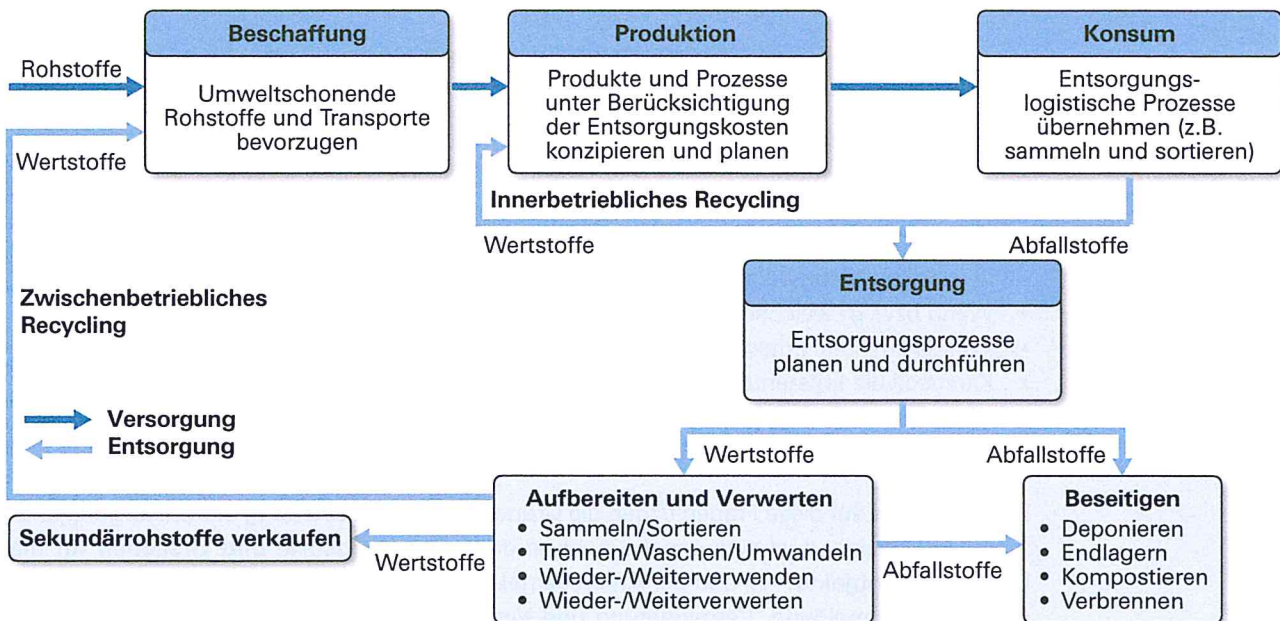 Beschaffung
Umweltschonende
Rohstoffe und Transporte
bevorzugen
Produktion
Produkte und Prozesse
unter Berücksichtigung
der Entsorgungskosten
konzipieren und planen
Konsum
Entsorgungs-
logistische Prozesse
übernehmen (z.B.
sammeln und sortieren)
Rohstoffe
Wertstoffe
Innerbetriebliches Recycling
Wertstoffe
Abfallstoffe
Entsorgung
Entsorgungsprozesse
planen und durchführen
Zwischenbetriebliches
Recycling
Versorgung
Entsorgung
Wertstoffe
Abfallstoffe
Aufbereiten und Verwerten
• Sammeln/Sortieren
• Trennen/Waschen/Umwandeln
• Wieder-/Weiterverwenden
• Wieder-/Weiterverwerten
Beseitigen
• Deponieren
• Endlagern
• Kompostieren
• Verbrennen
Sekundärrohstoffe verkaufen
Wertstoffe
Abfallstoffe